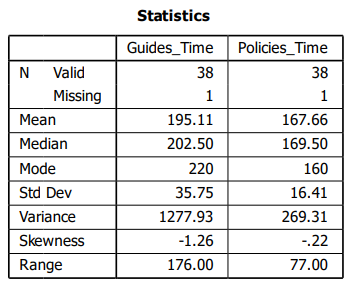 Statistics
Guides_Time Policies_Time
N Valid 38 38
Missing 1 1
Mean 195.11 167.66
Median 202.50 169.50
Mode 220 160
Std Dev 35.75 16.41
Variance 1277.93 269.31
Skewness -1.26 -.22
Range 176.00 77.00